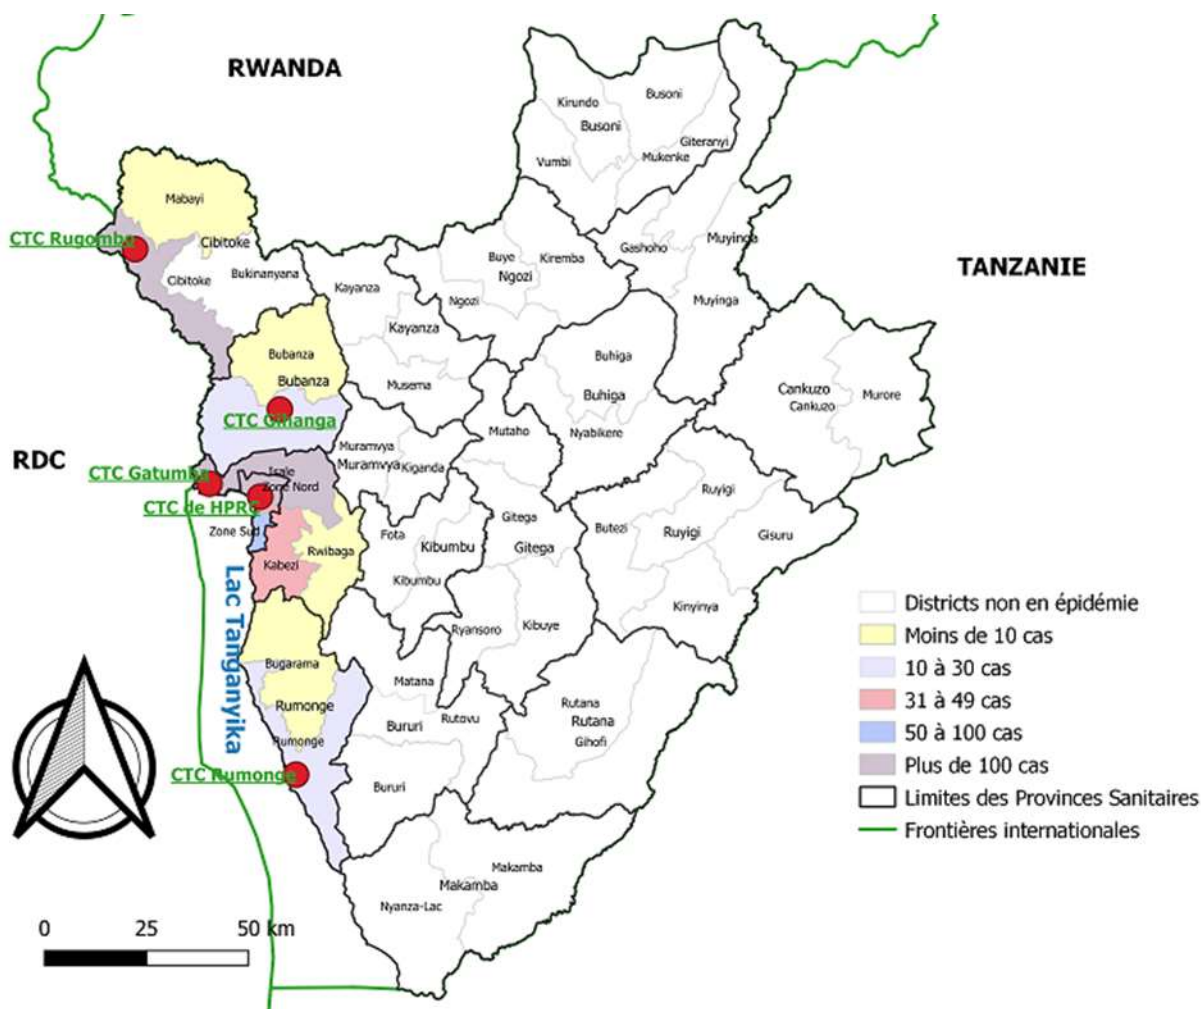 RWANDA
TANZANIE
RDC
Lac Tanganyika
CTC Rugombo
CTC Gihanga
CTC Gatumba
CTC de HPRC
CTC Rumonge
Mabayi
Cibitoke
Cibitoke
Bukinanyana
Bubanza
Bubanza
Isale
Zone Nord
Zone Sud
Kabezi
Rwibaga
Bugarama
Rumonge
Rumonge
Kirundo
Busoni
Busoni
Vumbi
Mukenke
Giteranyi
Gashoho
Muyinga
Muyinga
Buye
Kiremba
Ngozi
Ngozi
Kayanza
Kayanza
Musema
Buhiga
Buhiga
Nyabikere
Cankuzo
Cankuzo
Murore
Mutaho
Muramvya
Muramvya
Kiganda
Fota
Kibumbu
Kibumbu
Gitega
Gitega
Ryansoro
Kibuye
Butezi
Ruyigi
Ruyigi
Gisuru
Kinyinya
Matana
Bururi
Rutovu
Bururi
Rutana
Rutana
Gihofi
Makamba
Makamba
Nyanza-Lac
Districts non en épidémie
Moins de 10 cas
10 à 30 cas
31 à 49 cas
50 à 100 cas
Plus de 100 cas
Limites des Provinces Sanitaires
Frontières internationales
0 25 50 km